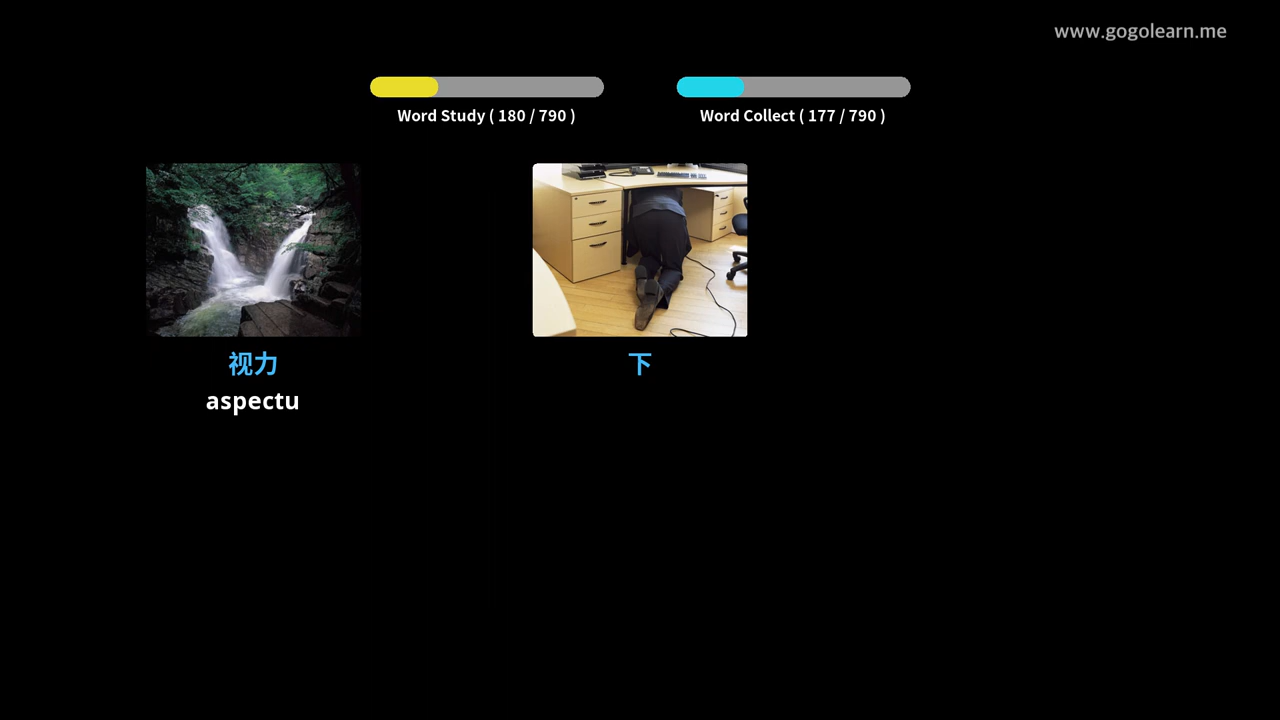 www.gogolearn.me
Word Study ( 180 / 790 )
Word Collect ( 177 / 790 )
视力
aspectu
下